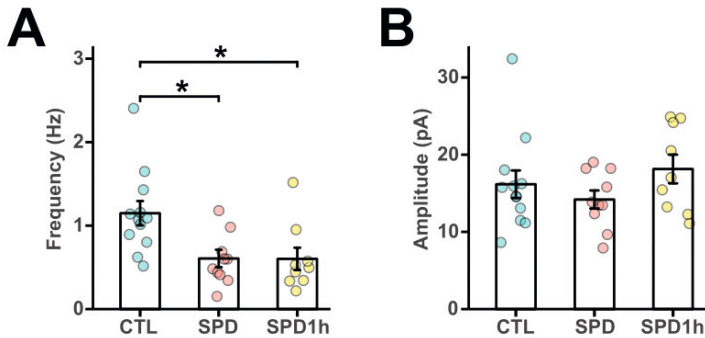 A
Frequency (Hz)
3
2
1
0
*
*
CTL SPD SPD1h
B
Amplitude (pA)
30
20
10
0
CTL SPD SPD1h